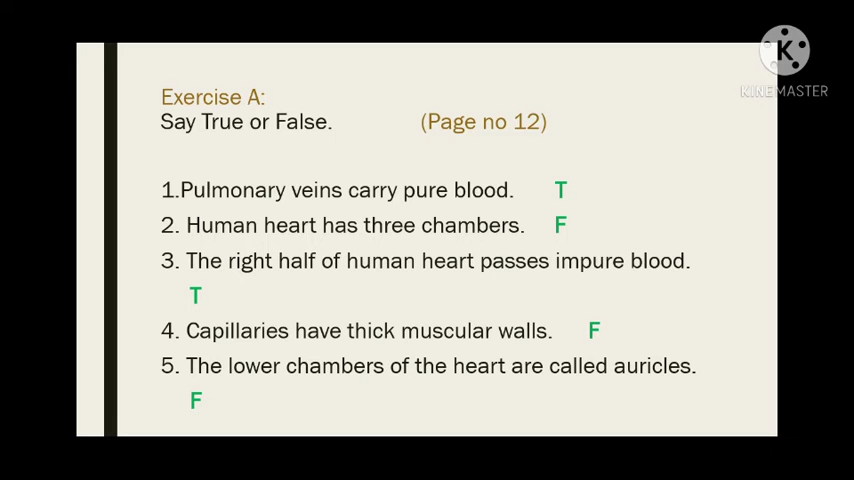 K
KINEMASTER
Exercise A:
Say True or False. (Page no 12)
1.Pulmonary veins carry pure blood. T
2. Human heart has three chambers. F
3. The right half of human heart passes impure blood.
T
4. Capillaries have thick muscular walls. F
5. The lower chambers of the heart are called auricles.
F